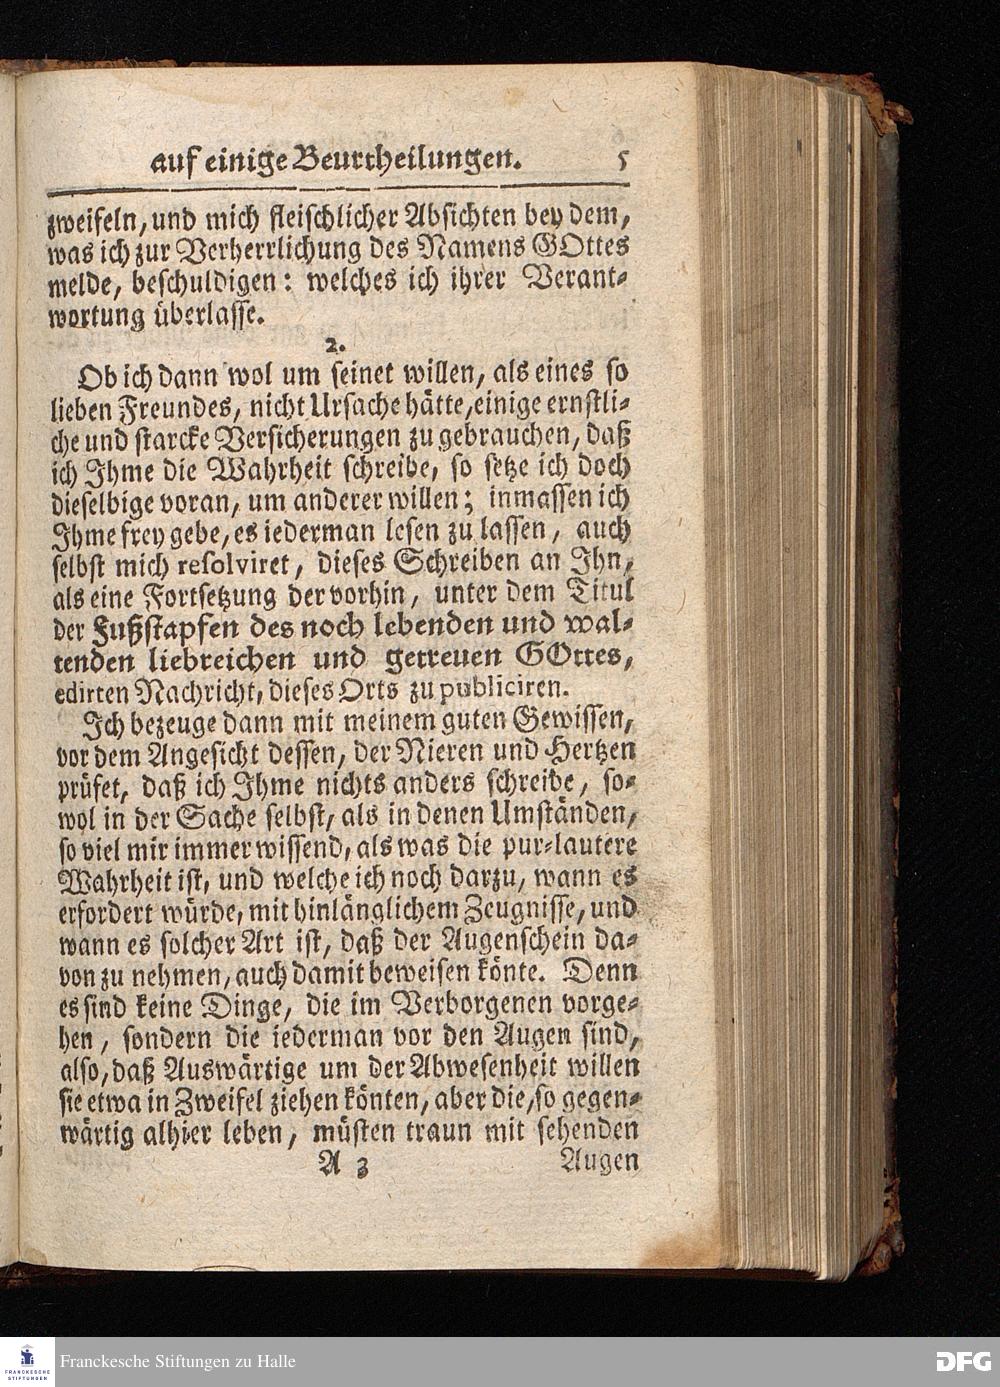 auf einige Beurtheilungen. 5
zweifeln, und mich fleischlicher Absichten bey dem,
was ich zur Verherrlichung des Namens GOttes
melde, beschuldigen: welches ich ihrer Verant-
wortung überlasse.
2.
Ob ich dann wol um seinet willen, als eines so
lieben Freundes, nicht Ursache hätte, einige ernstli-
che und starcke Versicherungen zu gebrauchen, daß
ich Ihme die Wahrheit schreibe, so setze ich doch
dieselbige voran, um anderer willen; inmassen ich
Ihme frey gebe, es iederman lesen zu lassen, auch
selbst mich resolviret, dieses Schreiben an Ihn,
als eine Fortsetzung der vorhin, unter dem Titul
der Fußstapfen des noch lebenden und wal-
tenden liebreichen und getreuen GOttes,
edirten Nachricht, dieses Orts zu publiciren.
Ich bezeuge dann mit meinem guten Gewissen,
vor dem Angesicht dessen, der Nieren und Hertzen
prüfet, daß ich Ihme nichts anders schreibe, so-
wol in der Sache selbst, als in denen Umständen,
so viel mir immer wissend, als was die pur-lautere
Wahrheit ist, und welche ich noch darzu, wann es
erfordert würde, mit hinlänglichem Zeugnisse, und
wann es solcher Art ist, daß der Augenschein da-
von zu nehmen, auch damit beweisen könte. Denn
es sind keine Dinge, die im Verborgenen vorge-
hen, sondern die iederman vor den Augen sind,
also, daß Auswärtige um der Abwesenheit willen
sie etwa in Zweifel ziehen könten, aber die, so gegen-
wärtig alhier leben, müsten traun mit sehenden
A 3 Augen
FRANCKESCHE STIFTUNGEN
Franckesche Stiftungen zu Halle
DFG